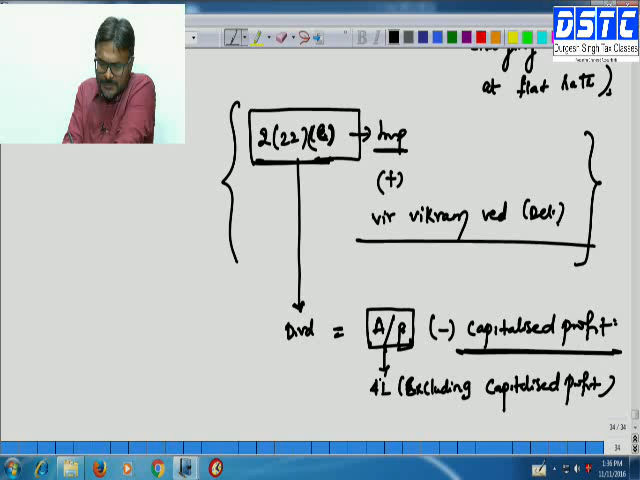 DSTC
Durgesh Singh Tax Classes
at flat rate).
2(22)(e) → Imp
(+)
vir vikram ved (Del.)
Divd = A/P (-) Capitalised profit:
4'L (Excluding Capitalised profit)
34 / 34
34
1:36 PM
11/11/2016